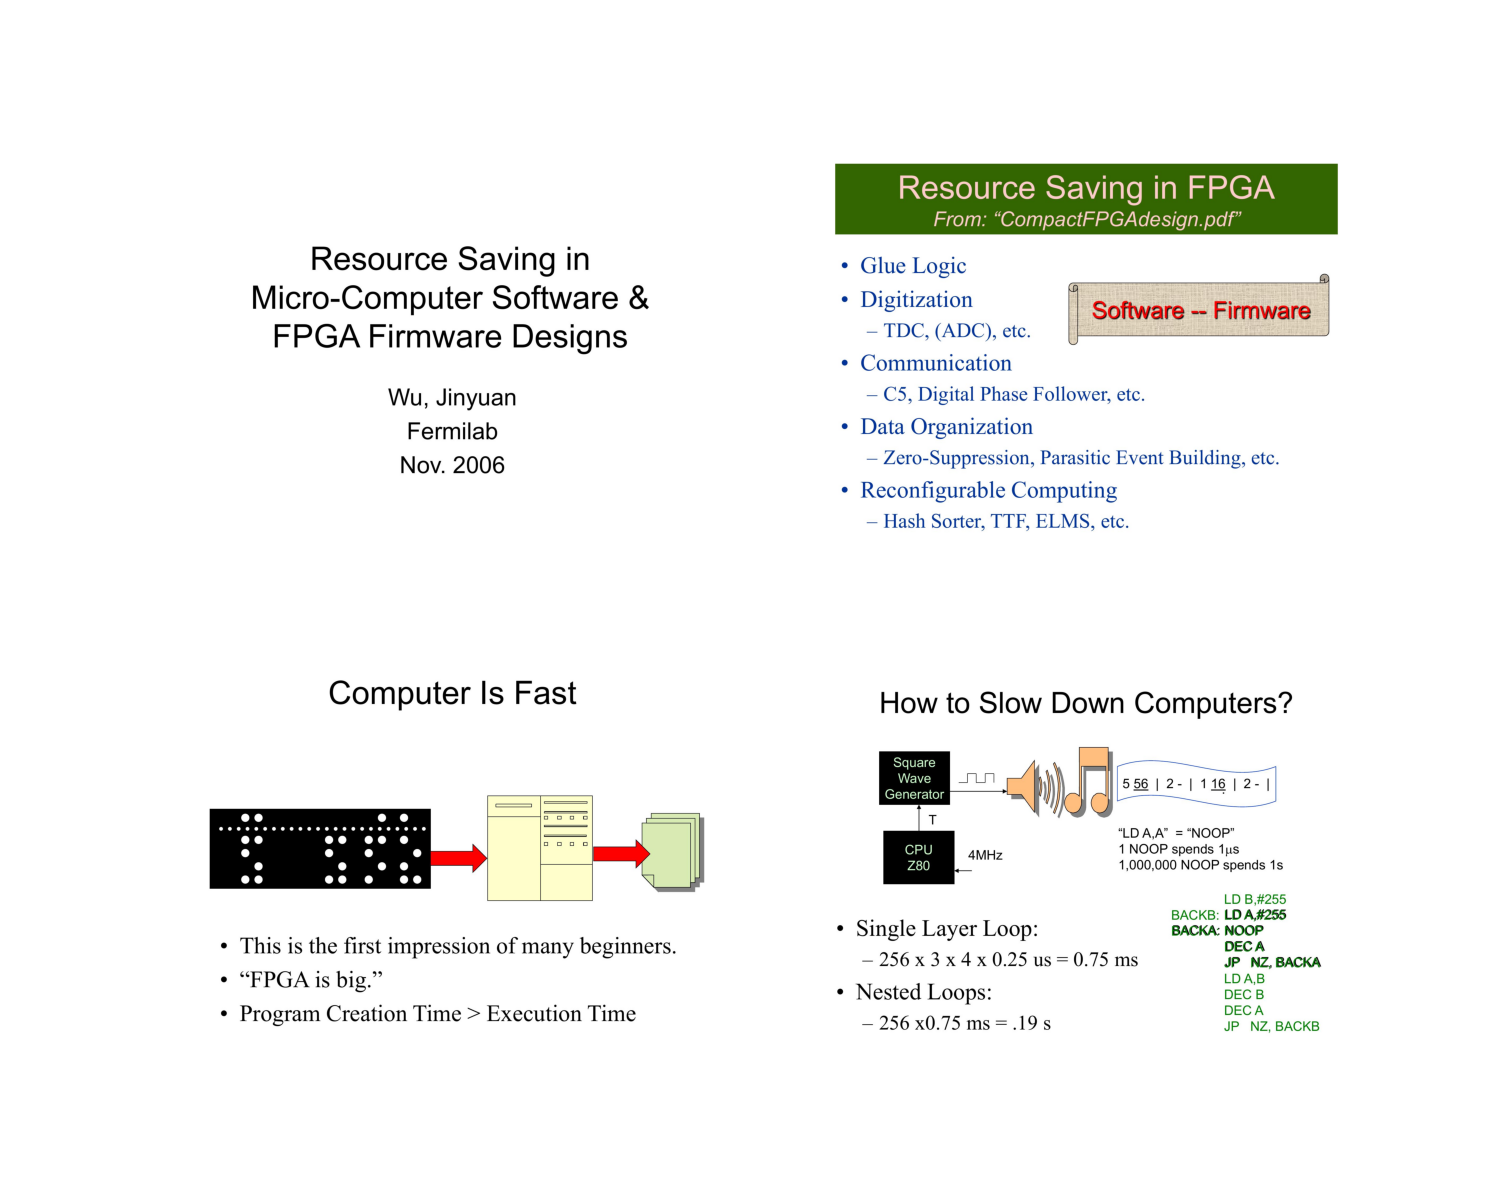 Resource Saving in
Micro-Computer Software &
FPGA Firmware Designs
Wu, Jinyuan
Fermilab
Nov. 2006
Resource Saving in FPGA
From: “CompactFPGAdesign.pdf”
• Glue Logic
• Digitization
– TDC, (ADC), etc.
Software -- Firmware
• Communication
– C5, Digital Phase Follower, etc.
• Data Organization
– Zero-Suppression, Parasitic Event Building, etc.
• Reconfigurable Computing
– Hash Sorter, TTF, ELMS, etc.
Computer Is Fast
• This is the first impression of many beginners.
• “FPGA is big.”
• Program Creation Time > Execution Time
How to Slow Down Computers?
Square
Wave
Generator
T
CPU
Z80
4MHz
5 56 | 2 - | 1 16 | 2 - |
“LD A,A” = “NOOP”
1 NOOP spends 1μs
1,000,000 NOOP spends 1s
• Single Layer Loop:
– 256 x 3 x 4 x 0.25 us = 0.75 ms
• Nested Loops:
– 256 x0.75 ms = .19 s
LD B,#255
BACKB: LD A,#255
BACKA: NOOP
DEC A
JP NZ, BACKA
LD A,B
DEC B
DEC A
JP NZ, BACKB